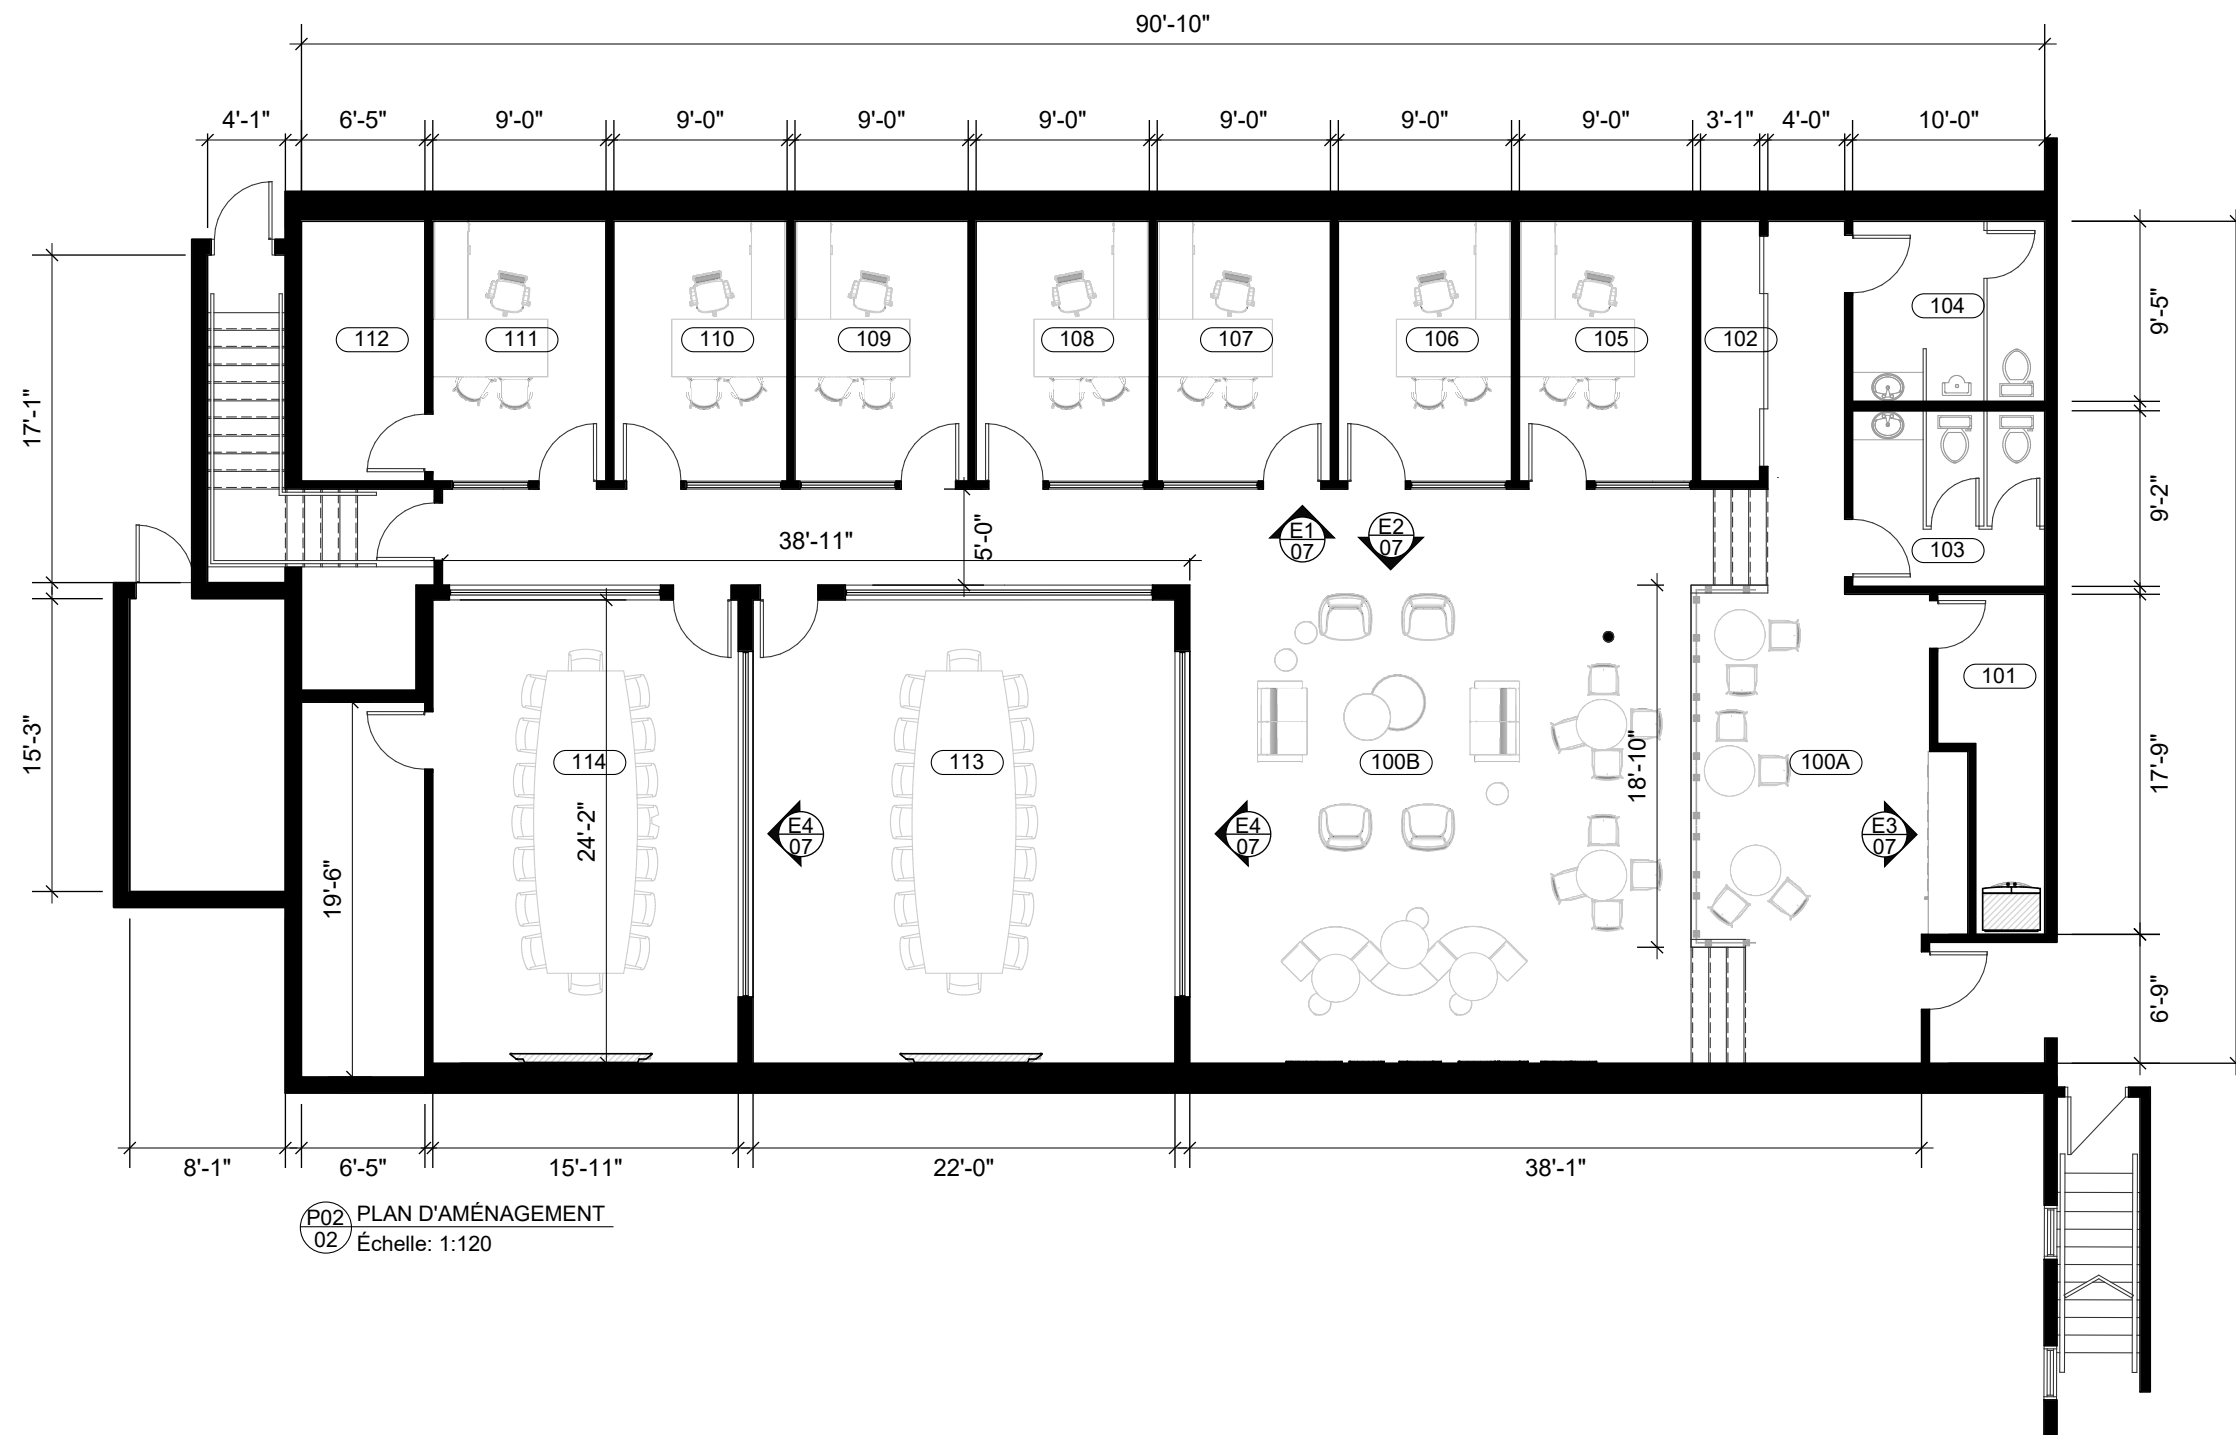 90'-10"
4'-1" 6'-5" 9'-0" 9'-0" 9'-0" 9'-0" 9'-0" 9'-0" 9'-0" 3'-1" 4'-0" 10'-0"
17'-1"
15'-3"
112 111 110 109 108 107 106 105 102 104
9'-5"
9'-2"
17'-9"
6'-9"
38'-11"
5'-0"
E1
07
E2
07
103
101
114 113 100B 100A
18'-10"
24'-2"
19'-6"
E4
07
E4
07
E3
07
8'-1" 6'-5" 15'-11" 22'-0" 38'-1"
P02
02
PLAN D'AMÉNAGEMENT
Échelle: 1:120